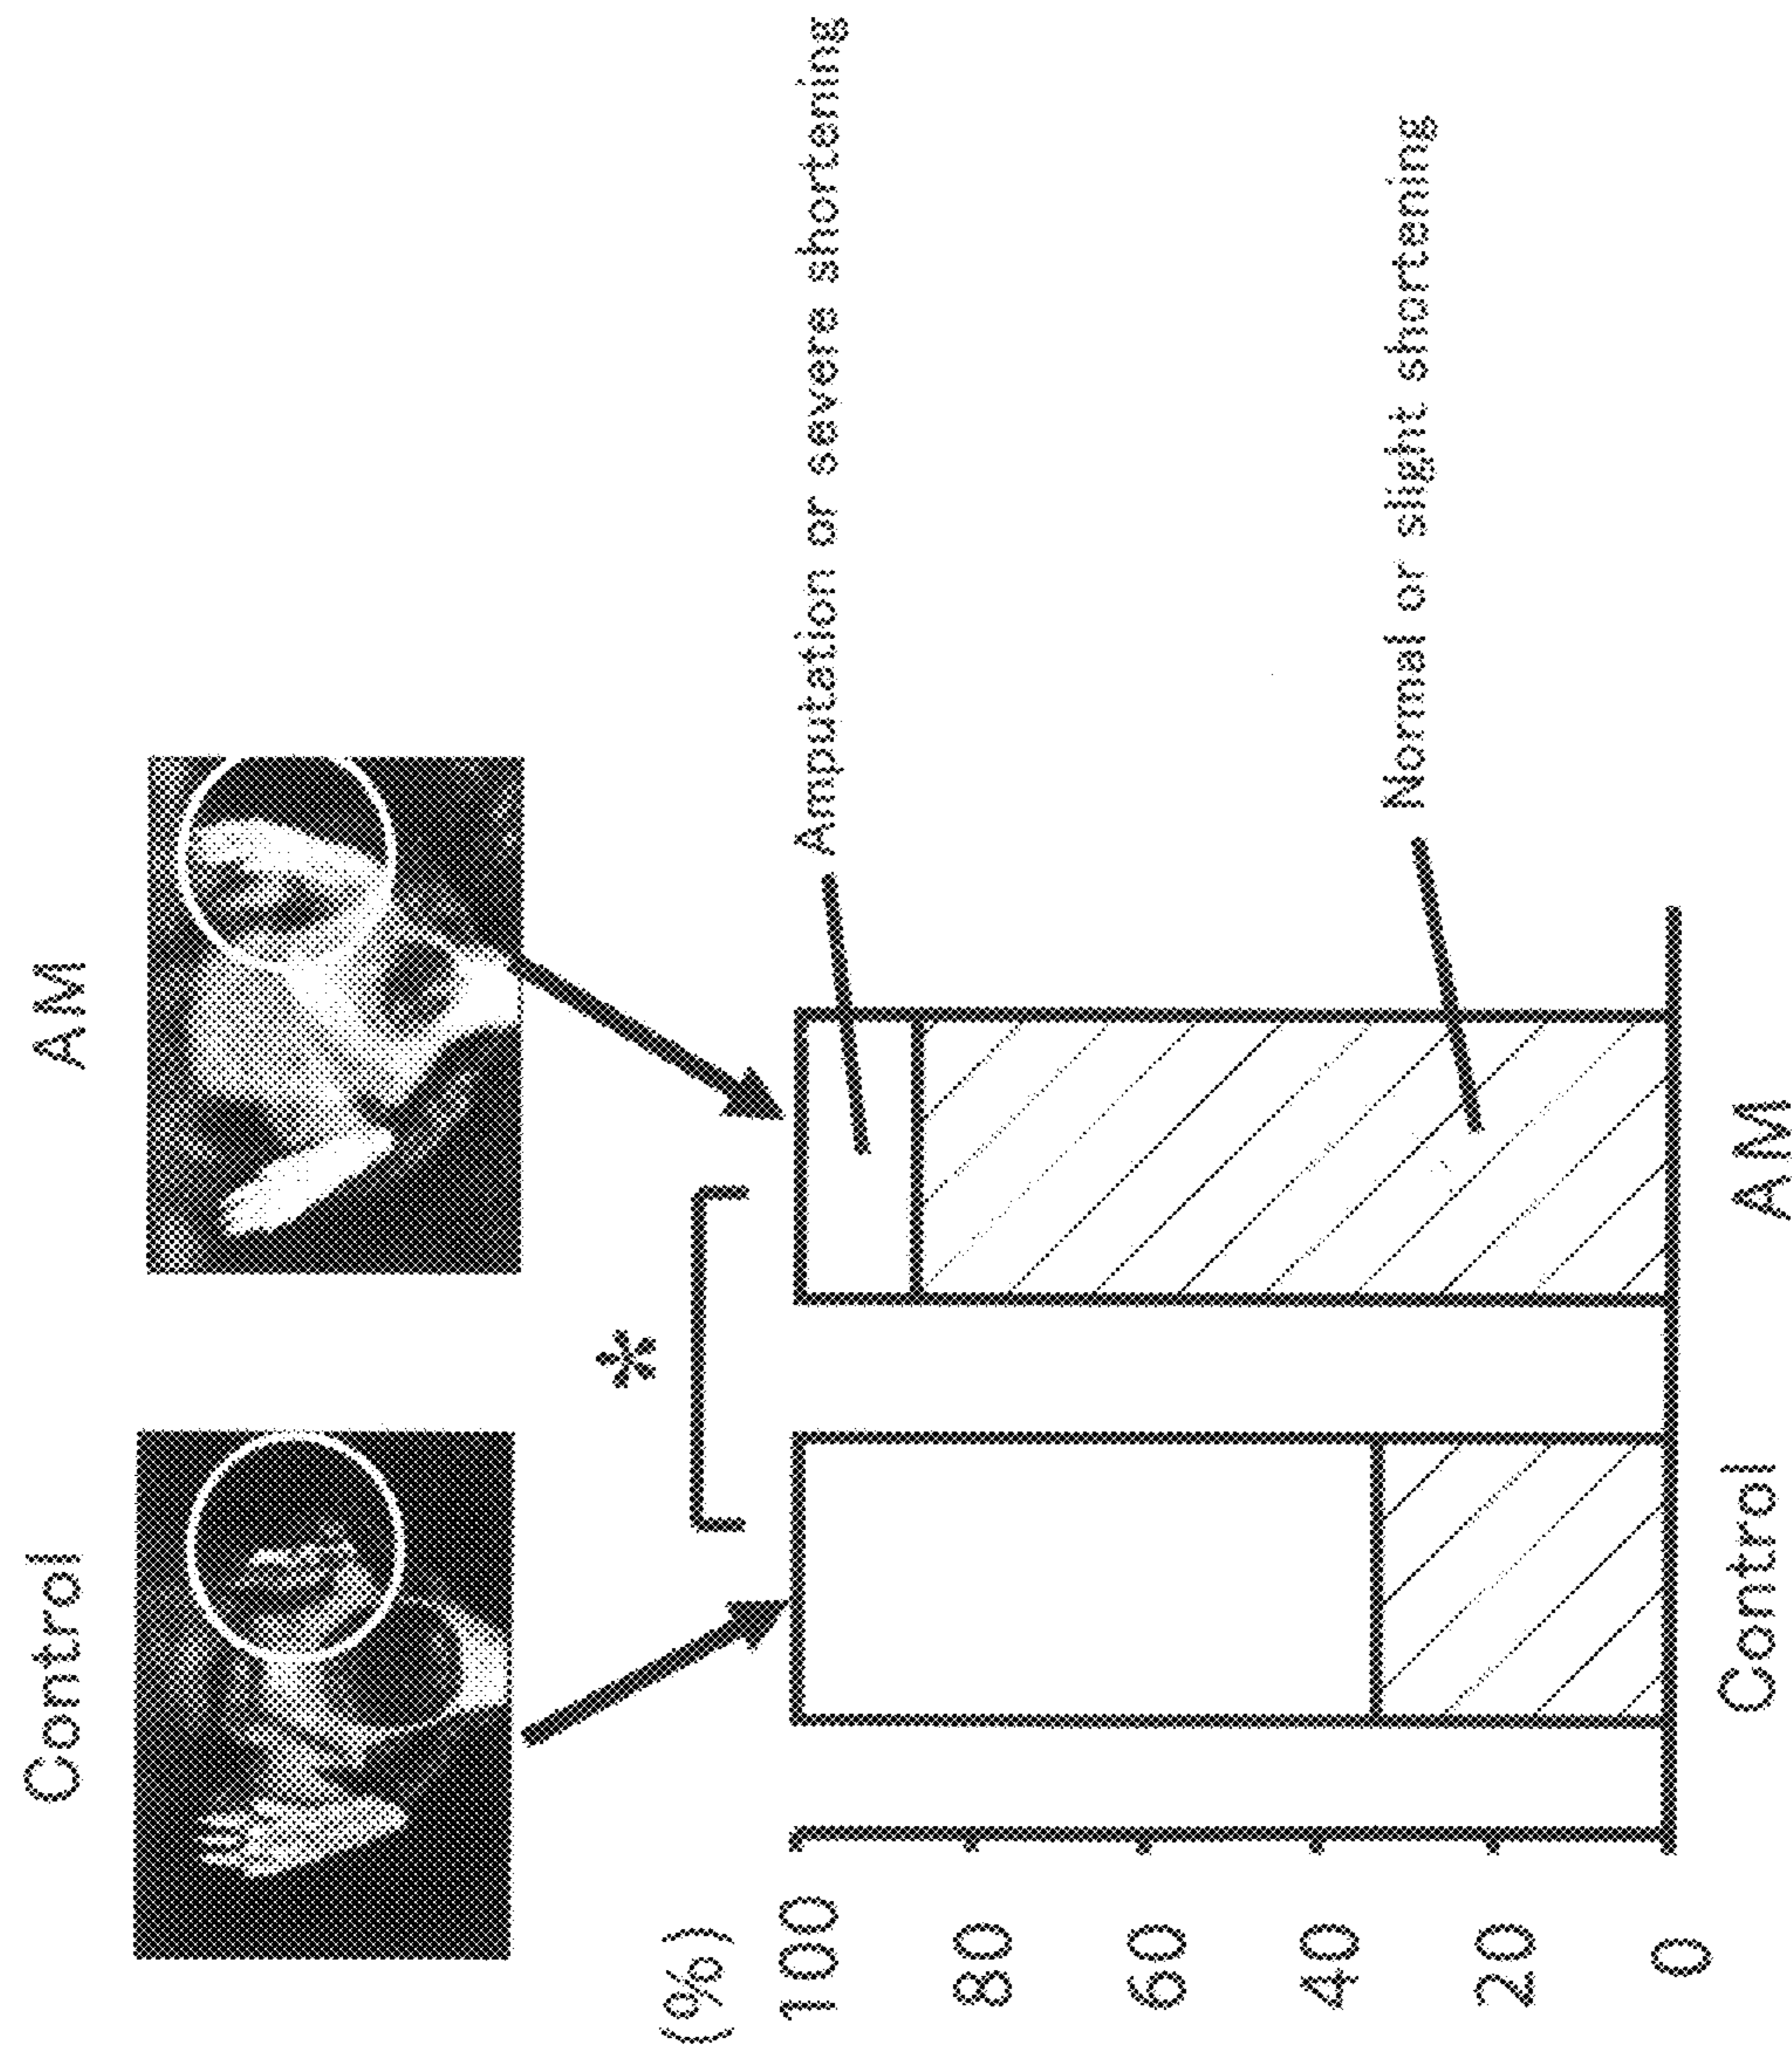 Control
AM
*
(%)
100
80
60
40
20
0
Amputation or severe shortening
Normal or slight shortening
Control
AM